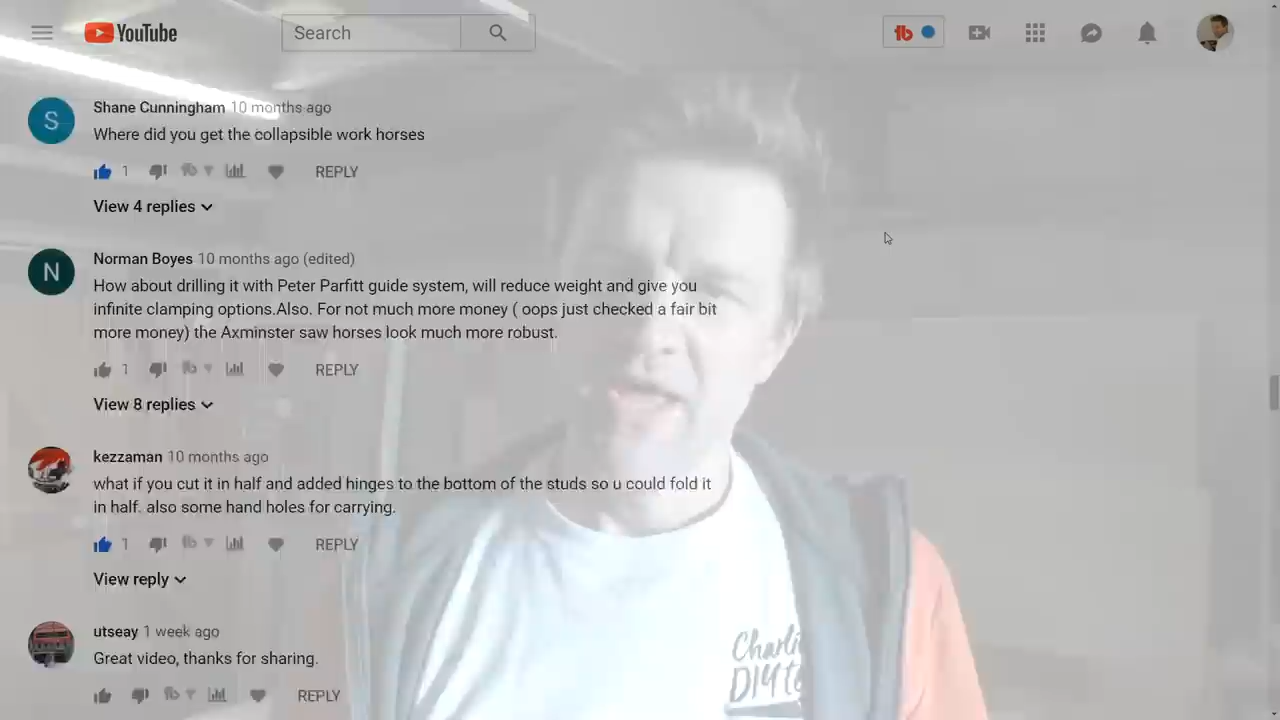 YouTube
Search
Shane Cunningham 10 months ago
Where did you get the collapsible work horses
1 REPLY
View 4 replies
N
Norman Boyes 10 months ago (edited)
How about drilling it with Peter Parfitt guide system, will reduce weight and give you
infinite clamping options.Also. For not much more money ( oops just checked a fair bit
more money) the Axminster saw horses look much more robust.
1 REPLY
View 8 replies
kezzaman 10 months ago
what if you cut it in half and added hinges to the bottom of the studs so u could fold it
in half. also some hand holes for carrying.
1 REPLY
View reply
utseay 1 week ago
Great video, thanks for sharing.
REPLY
S
DIY